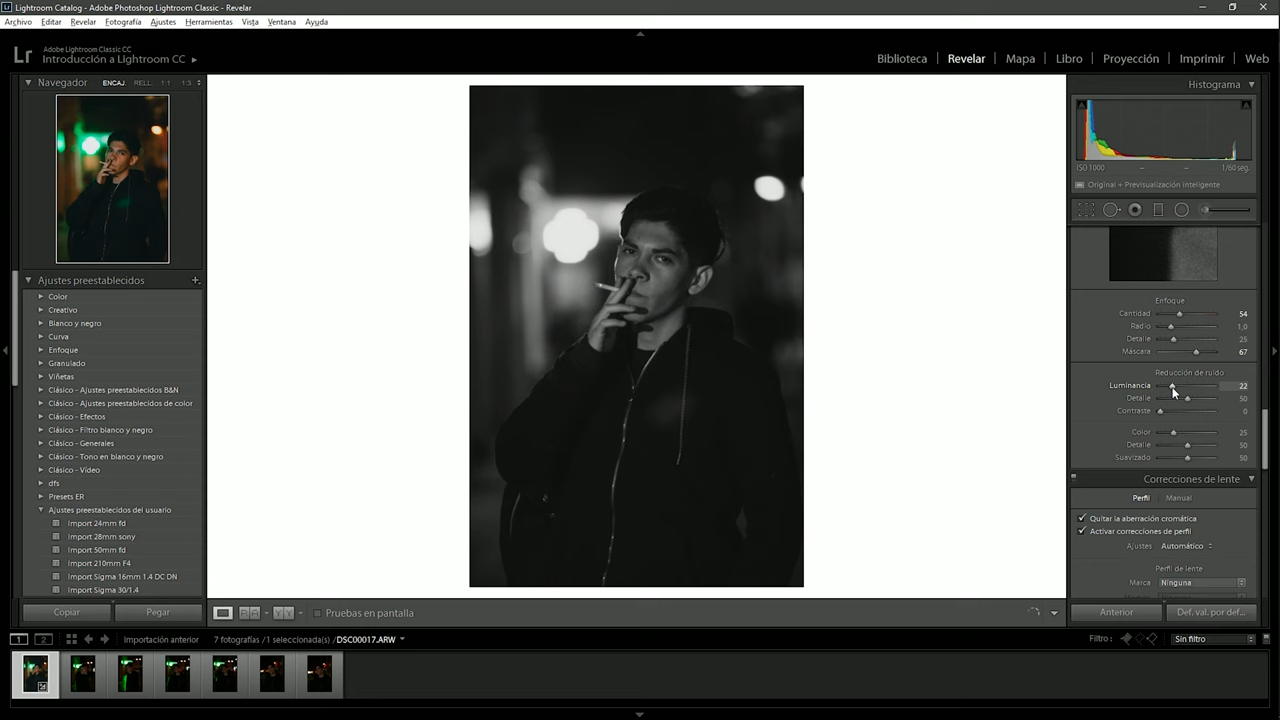 Lightroom Catalog - Adobe Photoshop Lightroom Classic - Revelar
Archivo Editar Revelar Fotografía Ajustes Herramientas Vista Ventana Ayuda
Lr
Adobe Lightroom Classic CC
Introducción a Lightroom CC
Biblioteca | Revelar | Mapa | Libro | Proyección | Imprimir | Web
Navegador ENCAJ. RELL. 1:1 1:3
Ajustes preestablecidos +
Color
Creativo
Blanco y negro
Curva
Enfoque
Granulado
Viñetas
Clásico - Ajustes preestablecidos B&N
Clásico - Ajustes preestablecidos de color
Clásico - Efectos
Clásico - Filtro blanco y negro
Clásico - Generales
Clásico - Tono en blanco y negro
Clásico - Vídeo
dfs
Presets ER
Ajustes preestablecidos del usuario
Import 24mm fd
Import 28mm sony
Import 50mm fd
Import 210mm F4
Import Sigma 16mm 1.4 DC DN
Import Sigma 30/1.4
Copiar Pegar
Pruebas en pantalla
Histograma
ISO 1000 – – 1/60 seg.
Original + Previsualización inteligente
Enfoque
Cantidad 54
Radio 1,0
Detalle 25
Máscara 67
Reducción de ruido
Luminancia 22
Detalle 50
Contraste 0
Color 25
Detalle 50
Suavizado 50
Correcciones de lente
Perfil | Manual
Quitar la aberración cromática
Activar correcciones de perfil
Ajustes Automático
Perfil de lente
Marca Ninguna
Anterior Def. val. por def...
1 2 Importación anterior 7 fotografías /1 seleccionada(s) /DSC00017.ARW
Filtro : Sin filtro